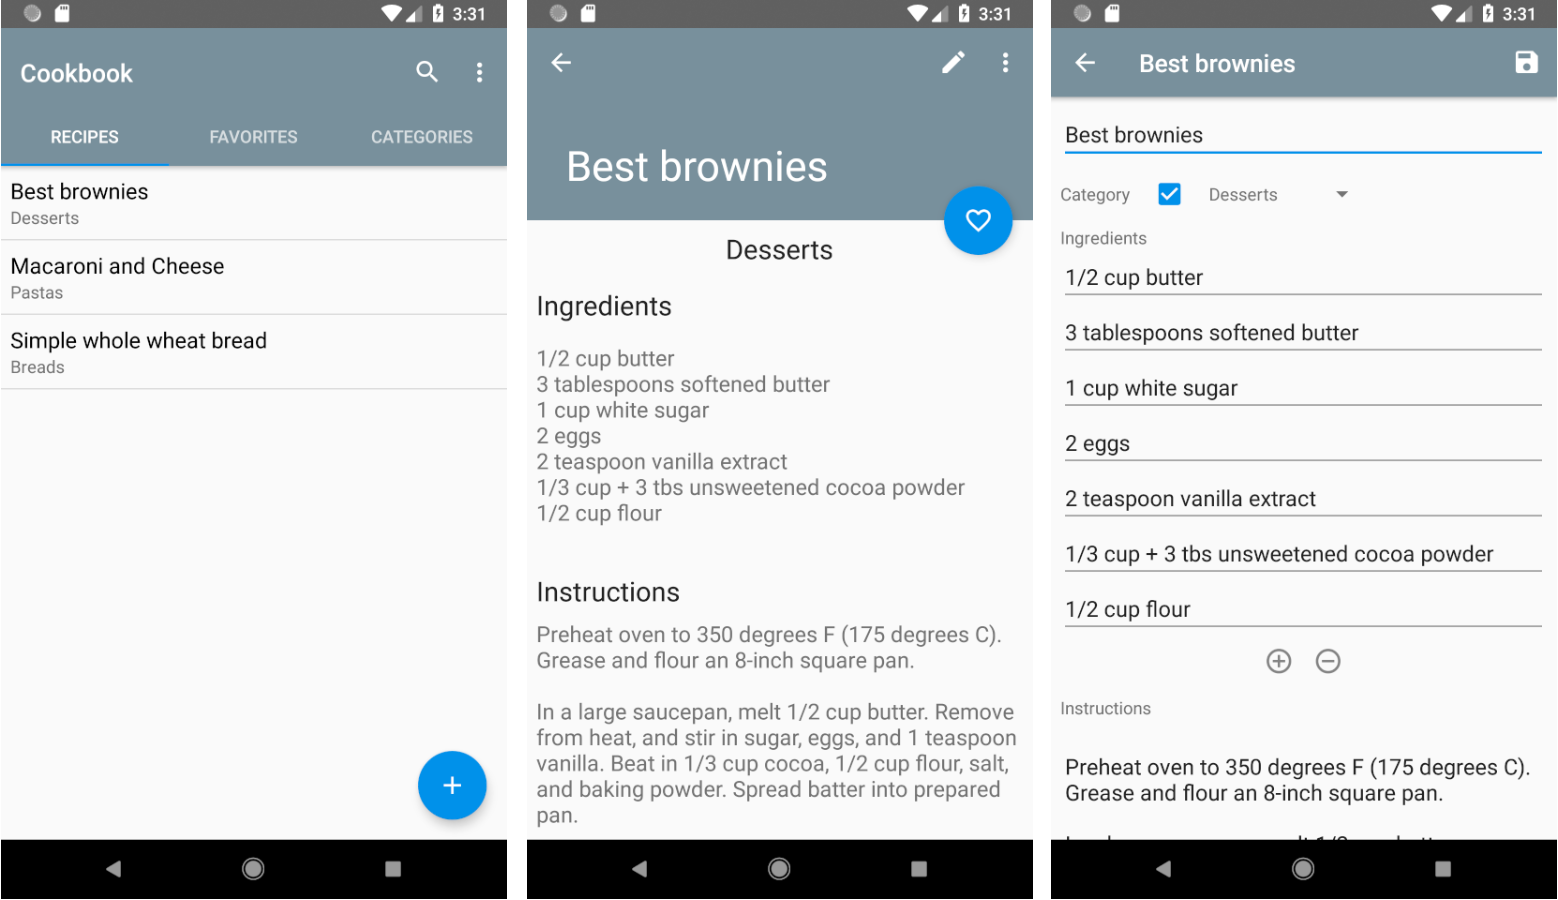 3:31
Cookbook
RECIPES FAVORITES CATEGORIES
Best brownies
Desserts
Macaroni and Cheese
Pastas
Simple whole wheat bread
Breads
3:31
Best brownies
Desserts
Ingredients
1/2 cup butter
3 tablespoons softened butter
1 cup white sugar
2 eggs
2 teaspoon vanilla extract
1/3 cup + 3 tbs unsweetened cocoa powder
1/2 cup flour
Instructions
Preheat oven to 350 degrees F (175 degrees C).
Grease and flour an 8-inch square pan.
In a large saucepan, melt 1/2 cup butter. Remove
from heat, and stir in sugar, eggs, and 1 teaspoon
vanilla. Beat in 1/3 cup cocoa, 1/2 cup flour, salt,
and baking powder. Spread batter into prepared
pan.
3:31
Best brownies
Best brownies
Category Desserts
Ingredients
1/2 cup butter
3 tablespoons softened butter
1 cup white sugar
2 eggs
2 teaspoon vanilla extract
1/3 cup + 3 tbs unsweetened cocoa powder
1/2 cup flour
Instructions
Preheat oven to 350 degrees F (175 degrees C).
Grease and flour an 8-inch square pan.